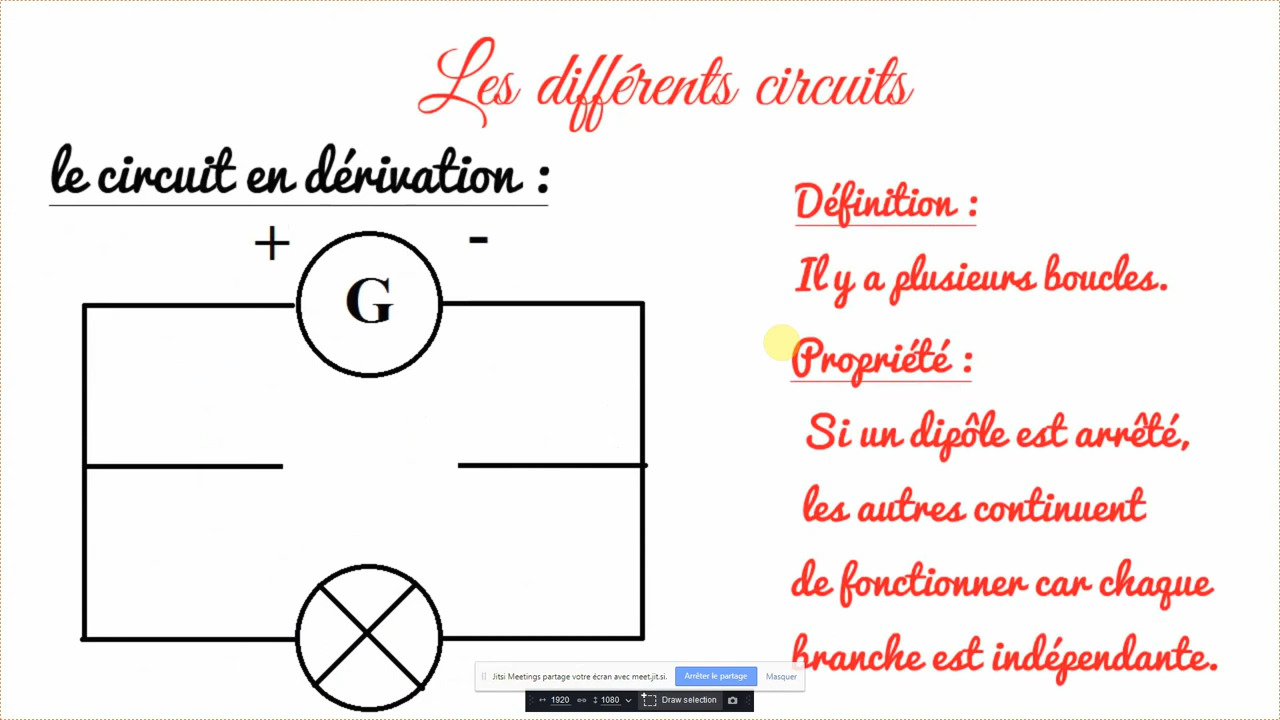 Les différents circuits
le circuit en dérivation :
+ -
G
Définition :
Il y a plusieurs boucles.
Propriété :
Si un dipôle est arrêté,
les autres continuent
de fonctionner car chaque
branche est indépendante.
Jitsi Meetings partage votre écran avec meet.jit.si. Arrêter le partage Masquer
1920 1080 Draw selection